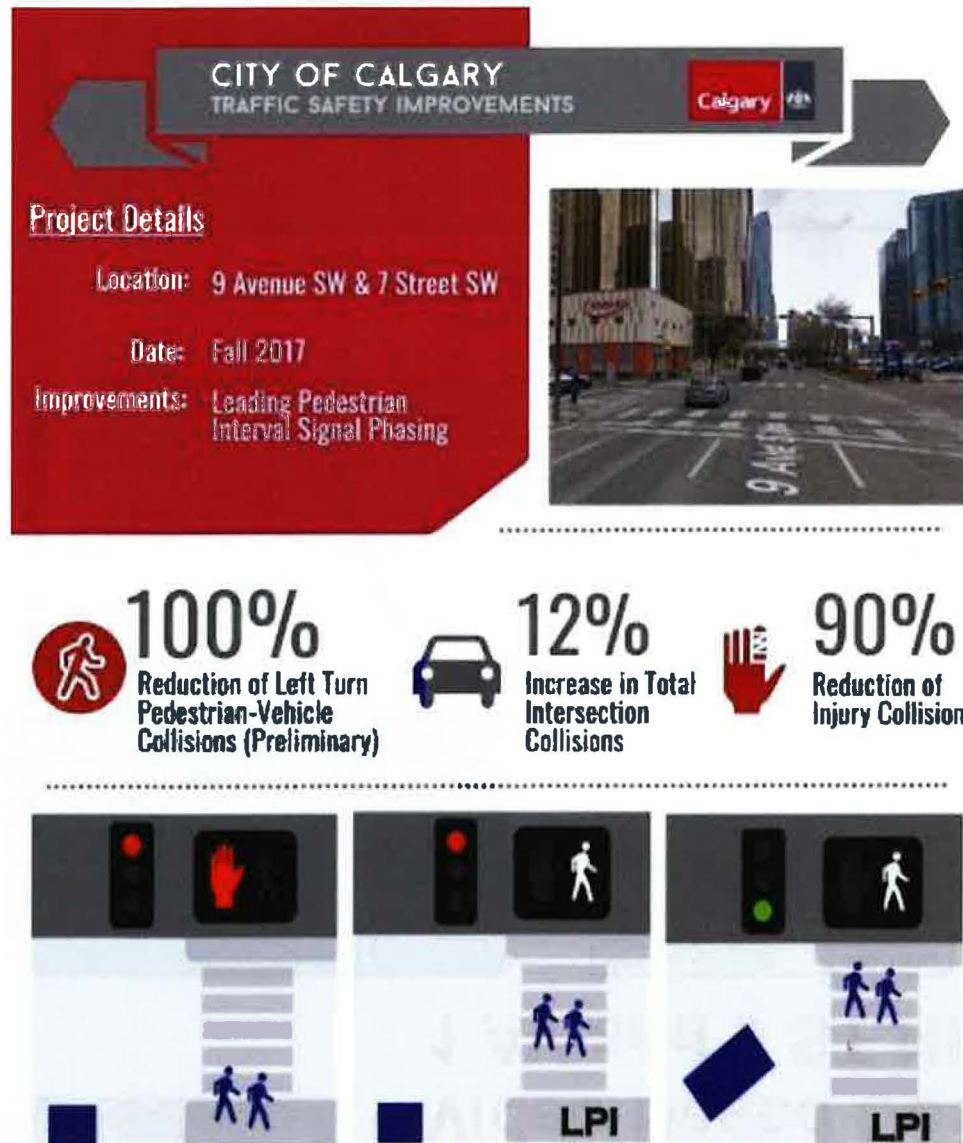 CITY OF CALGARY
TRAFFIC SAFETY IMPROVEMENTS
Calgary
Project Details
Location: 9 Avenue SW & 7 Street SW
Date: Fall 2017
Improvements: Leading Pedestrian
Interval Signal Phasing
9 Ave SW
100%
Reduction of Left Turn
Pedestrian-Vehicle
Collisions (Preliminary)
12%
Increase in Total
Intersection
Collisions
90%
Reduction of
Injury Collision
LPI
LPI